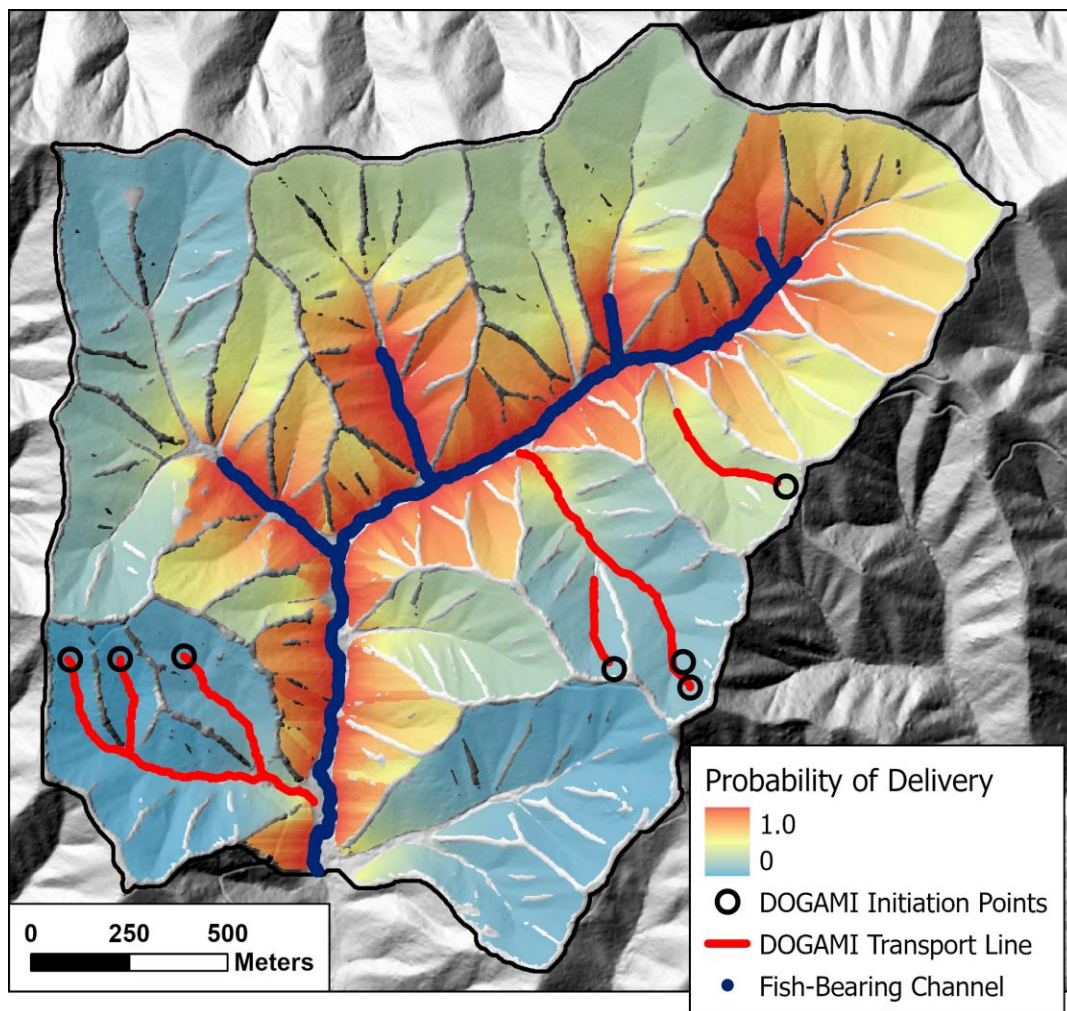 Probability of Delivery
1.0
0
DOGAMI Initiation Points
DOGAMI Transport Line
Fish-Bearing Channel
0 250 500
Meters